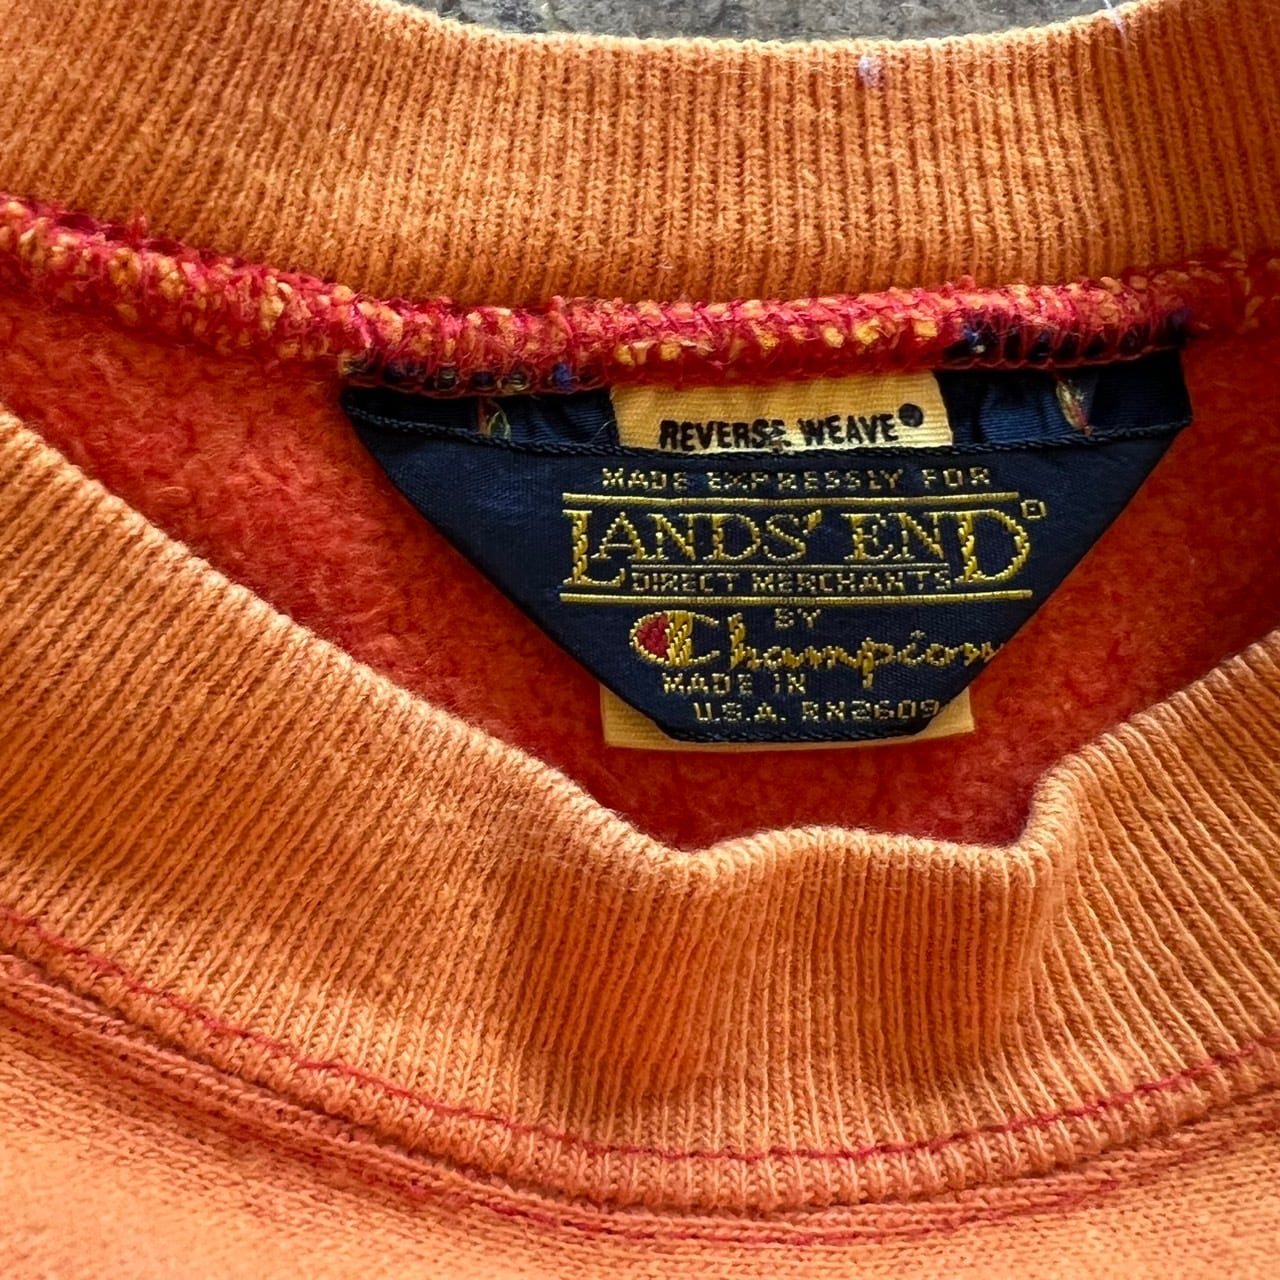 REVERSE WEAVE
MADE EXPRESSLY FOR
LANDS' END
DIRECT MERCHANTS
BY
Champion
MADE IN
U.S.A. RN26094